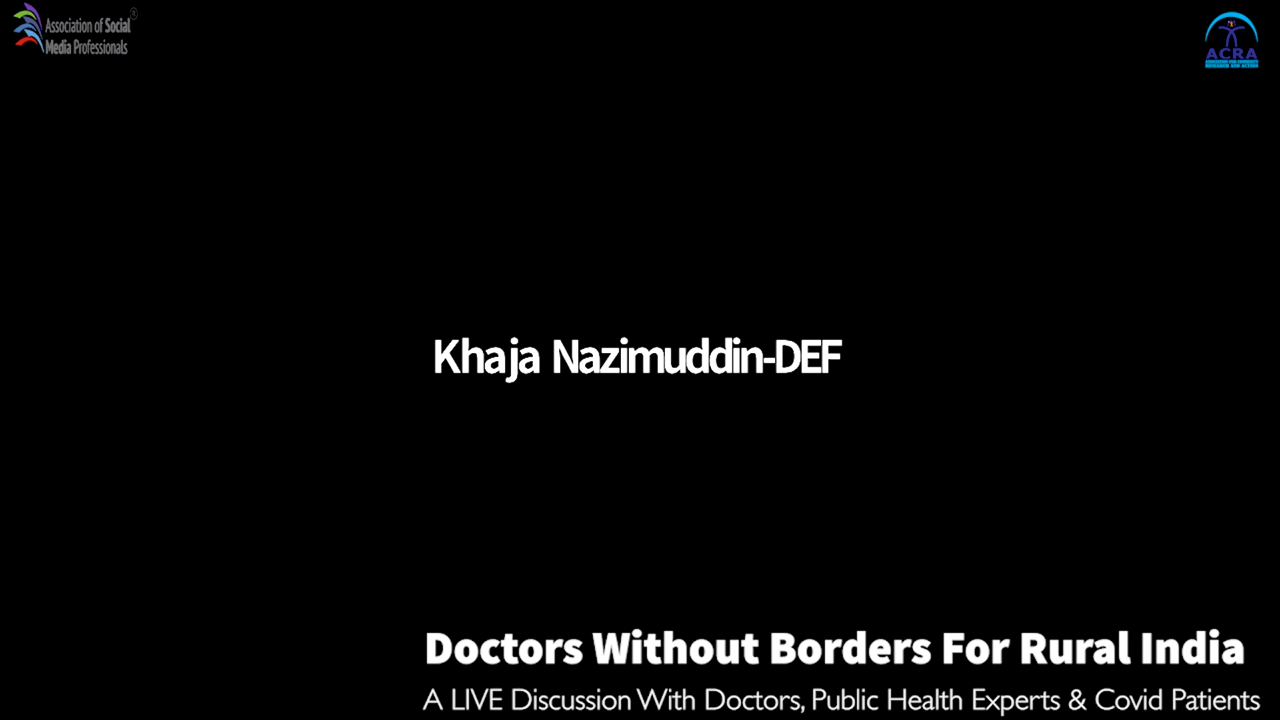 Association of Social
Media Professionals
ACRA
Khaja Nazimuddin-DEF
Doctors Without Borders For Rural India
A LIVE Discussion With Doctors, Public Health Experts & Covid Patients